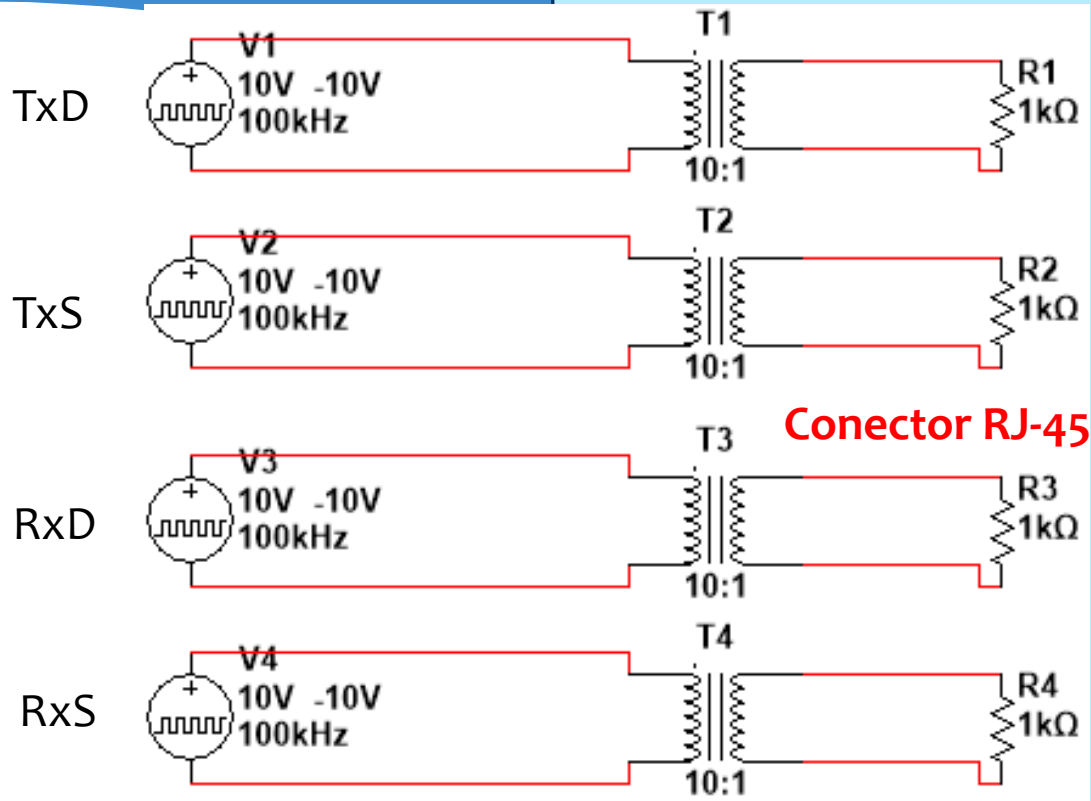 T1
V1
10V -10V
100kHz
TxD
R1
1kΩ
10:1
T2
V2
10V -10V
100kHz
TxS
R2
1kΩ
10:1
Conector RJ-45
T3
V3
10V -10V
100kHz
RxD
R3
1kΩ
10:1
T4
V4
10V -10V
100kHz
RxS
R4
1kΩ
10:1